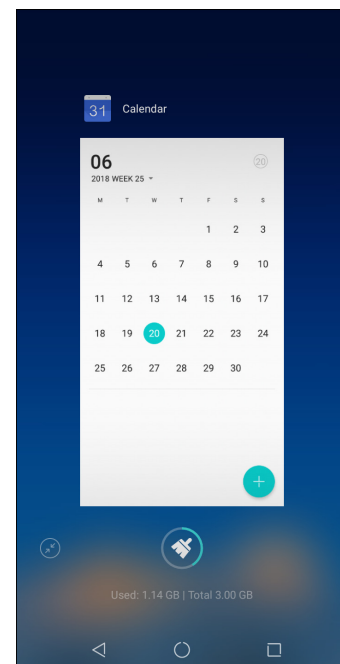 31 Calendar
06
20
2018 WEEK 25
M T W T F S S
1 2 3
4 5 6 7 8 9 10
11 12 13 14 15 16 17
18 19 20 21 22 23 24
25 26 27 28 29 30
+
Used: 1.14 GB | Total 3.00 GB